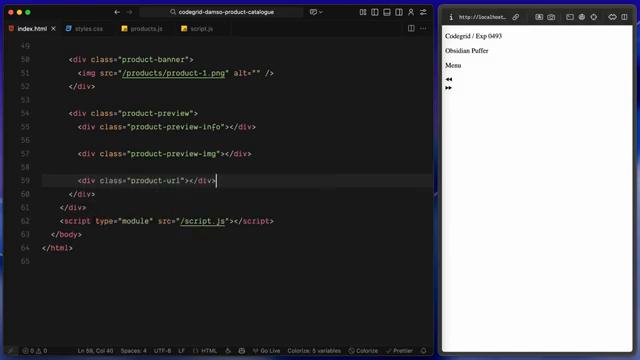 codegrid-damso-product-catalogue
index.html
styles.css
products.js
script.js
49
50 <div class="product-banner">
51 <img src="/products/product-1.png" alt="" />
52 </div>
53
54 <div class="product-preview">
55 <div class="product-preview-info"></div>
56
57 <div class="product-preview-img"></div>
58
59 <div class="product-url"></div>
60 </div>
61 </div>
62 <script type="module" src="/script.js"></script>
63 </body>
64 </html>
65
0 0
0
Ln 59, Col 40
Spaces: 4
UTF-8
LF
HTML
Go Live
Codegrid: 5 variables
Colorize
Prettier
http://localhost...
Codegrid / Exp 0493
Obsidian Puffer
Menu